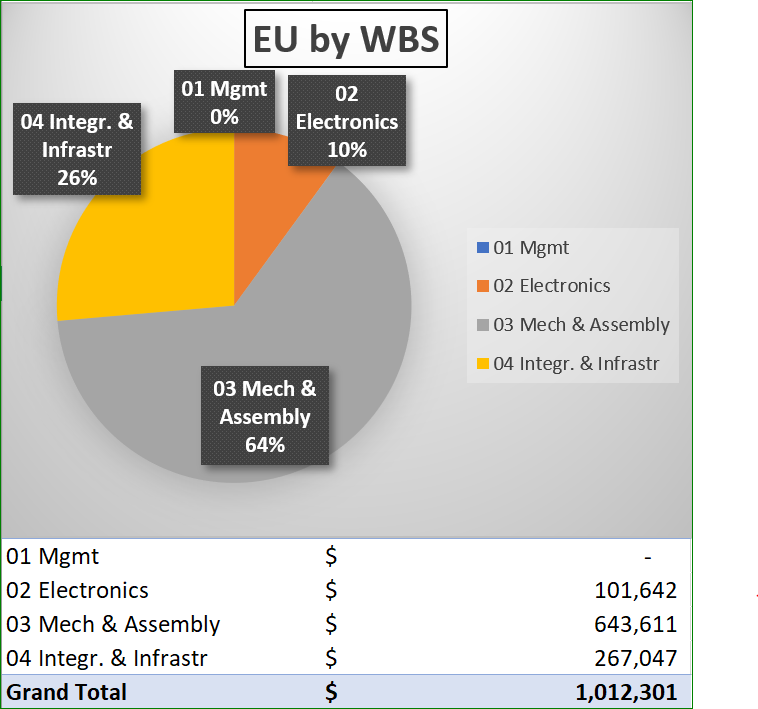 EU by WBS
01 Mgmt
0%
02
Electronics
10%
04 Integr. &
Infrastr
26%
03 Mech &
Assembly
64%
01 Mgmt
02 Electronics
03 Mech & Assembly
04 Integr. & Infrastr
01 Mgmt $ -
02 Electronics $ 101,642
03 Mech & Assembly $ 643,611
04 Integr. & Infrastr $ 267,047
Grand Total $ 1,012,301